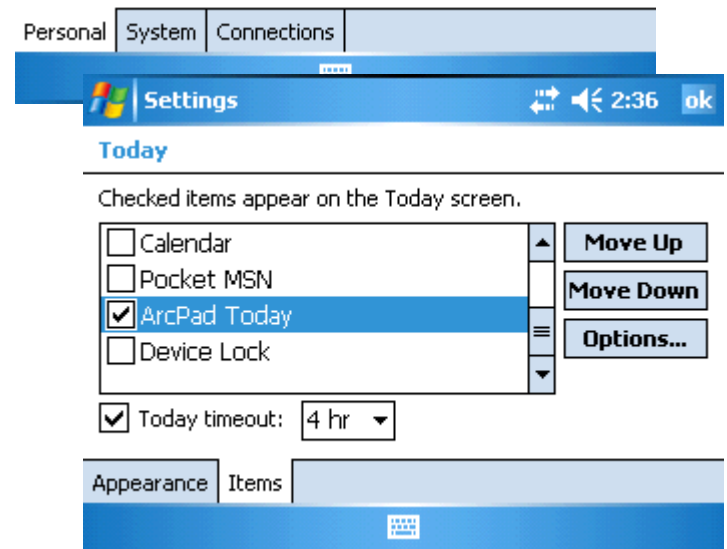 Personal System Connections
Settings 2:36 ok
Today
Checked items appear on the Today screen.
Calendar
Pocket MSN
ArcPad Today
Device Lock
Move Up
Move Down
Options...
Today timeout: 4 hr
Appearance Items